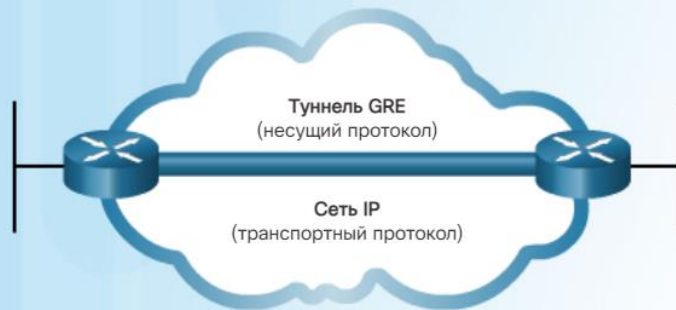 Туннель GRE
(несущий протокол)
Сеть IP
(транспортный протокол)